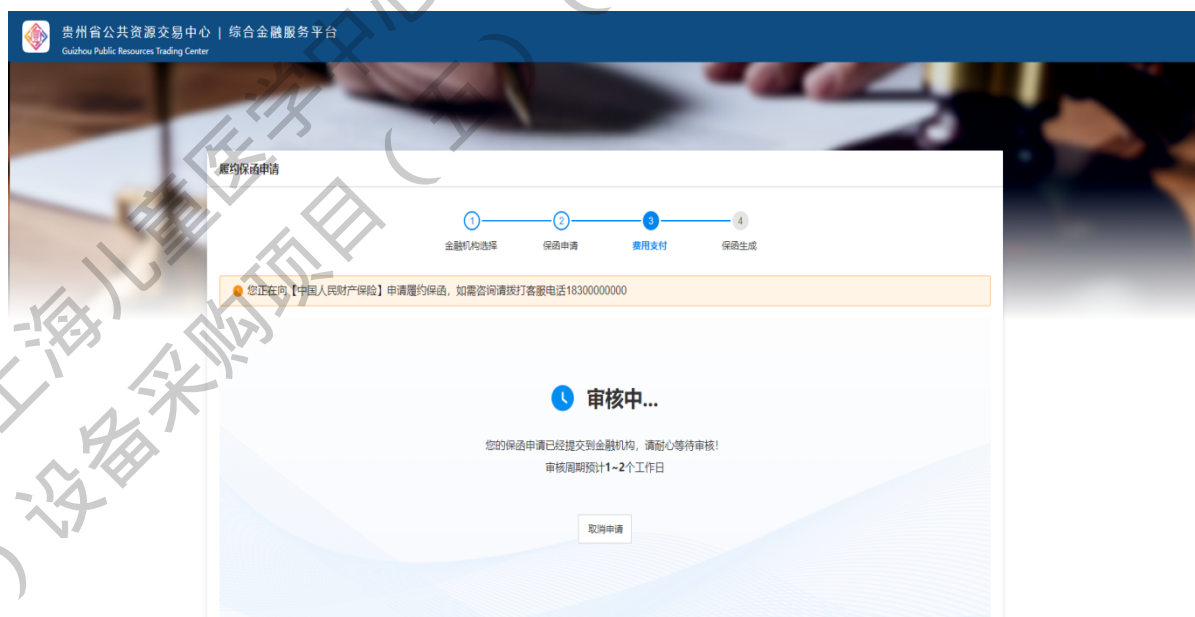 贵州省公共资源交易中心 | 综合金融服务平台
Guizhou Public Resources Trading Center
履约保函申请
1 2 3 4
金融机构选择 保函申请 费用支付 保函生成
您正在向【中国人民财产保险】申请履约保函，如需咨询请拨打客服电话18300000000
审核中...
您的保函申请已经提交到金融机构，请耐心等待审核！
审核周期预计1~2个工作日
取消申请
上海儿童医学中心
）设备采购项目（五）（